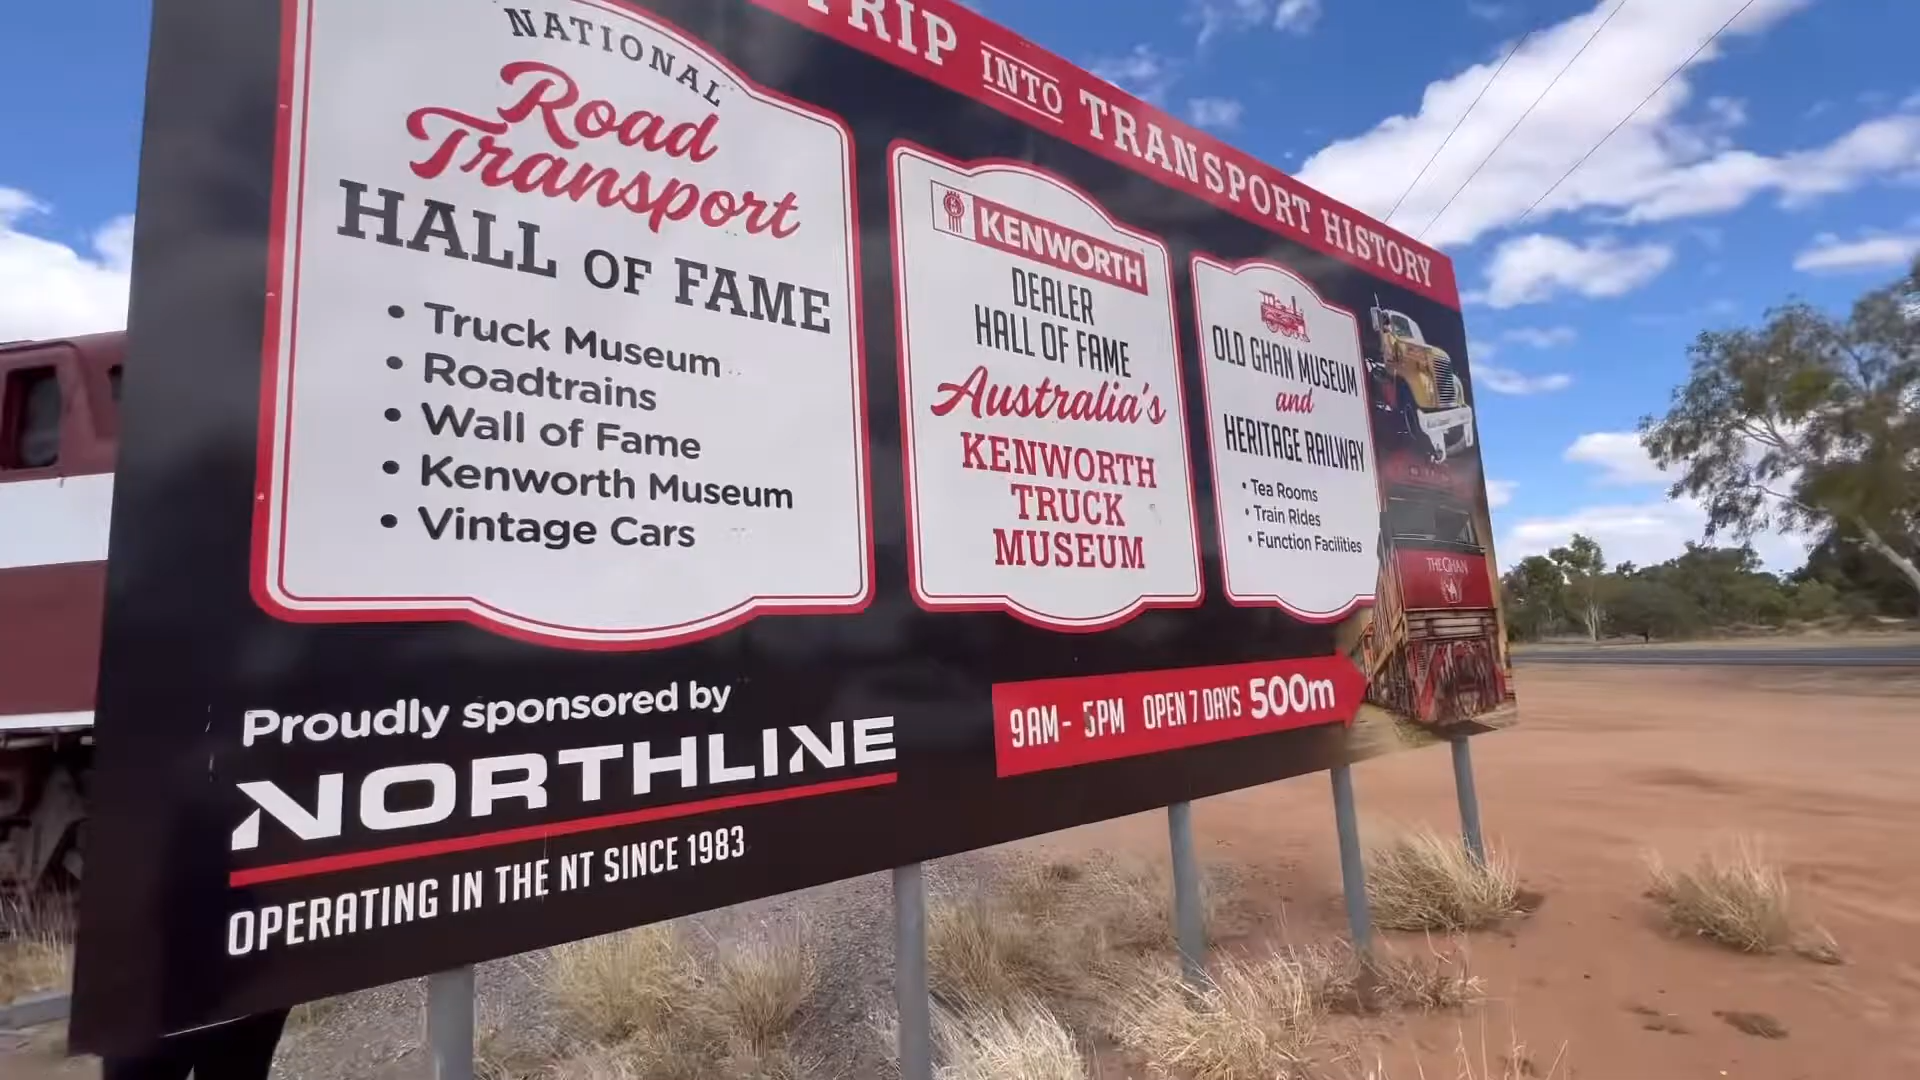 TRIP INTO TRANSPORT HISTORY
NATIONAL
Road
Transport
HALL OF FAME
• Truck Museum
• Roadtrains
• Wall of Fame
• Kenworth Museum
• Vintage Cars
KENWORTH
DEALER
HALL OF FAME
Australia's
KENWORTH
TRUCK
MUSEUM
OLD GHAN MUSEUM
and
HERITAGE RAILWAY
• Tea Rooms
• Train Rides
• Function Facilities
THE GHAN
Proudly sponsored by
NORTHLINE
OPERATING IN THE NT SINCE 1983
9AM - 5PM OPEN 7 DAYS 500m